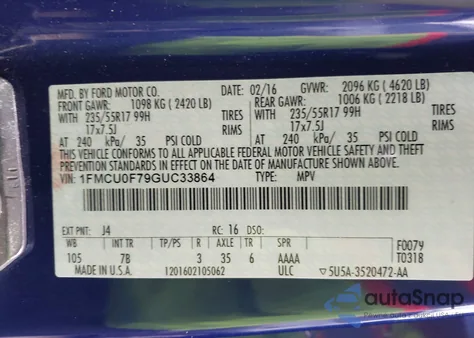 MFD. BY FORD MOTOR CO. DATE: 02/16 GVWR: 2096 KG (4620 LB)
FRONT GAWR: 1098 KG (2420 LB) REAR GAWR: 1006 KG (2218 LB)
WITH 235/55R17 99H TIRES WITH 235/55R17 99H TIRES
17x7.5J RIMS 17x7.5J RIMS
AT 240 kPa/ 35 PSI COLD AT 240 kPa/ 35 PSI COLD
CONFORMS TO ALL APPLICABLE FEDERAL MOTOR VEHICLE SAFETY AND THEFT PREVENTION STANDARDS IN EFFECT ON THE DATE OF MANUFACTURE SHOWN ABOVE.
VIN: 1FMCU0F79GUC33864 TYPE: MPV
EXT PNT: J4 RC: 16 DSO:
WB INT TR TP/PS R AXLE TR SPR F0079
105 7B 3 35 6 AAAA T0318
MADE IN U.S.A. 1201602105062 ULC 5U5A-3520472-AA
autoSnap